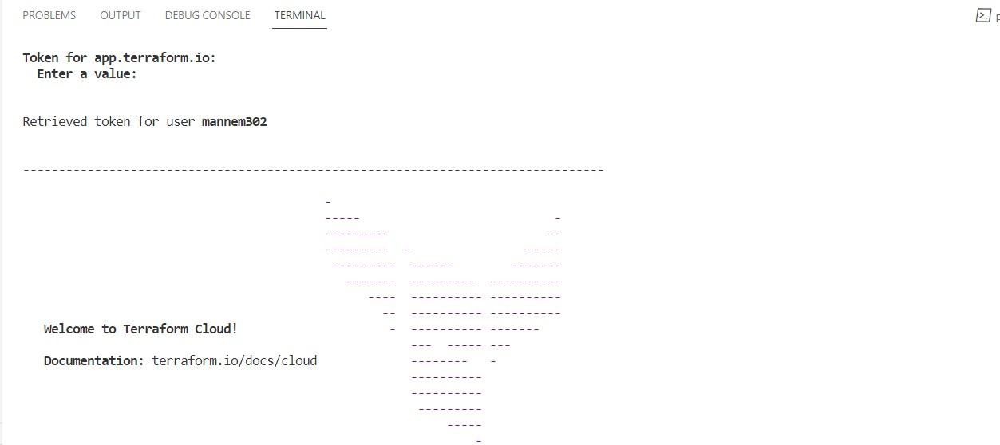 PROBLEMS OUTPUT DEBUG CONSOLE TERMINAL
Token for app.terraform.io:
Enter a value:
Retrieved token for user mannem302
---------------------------------------------------------------------------------
-
----- -
--------- --
--------- - -----
--------- ------ -------
------- --------- ----------
---- ---------- ----------
-- ---------- ----------
Welcome to Terraform Cloud! - ---------- -------
--- ----- ---
Documentation: terraform.io/docs/cloud -------- -
----------
----------
---------
-----
-